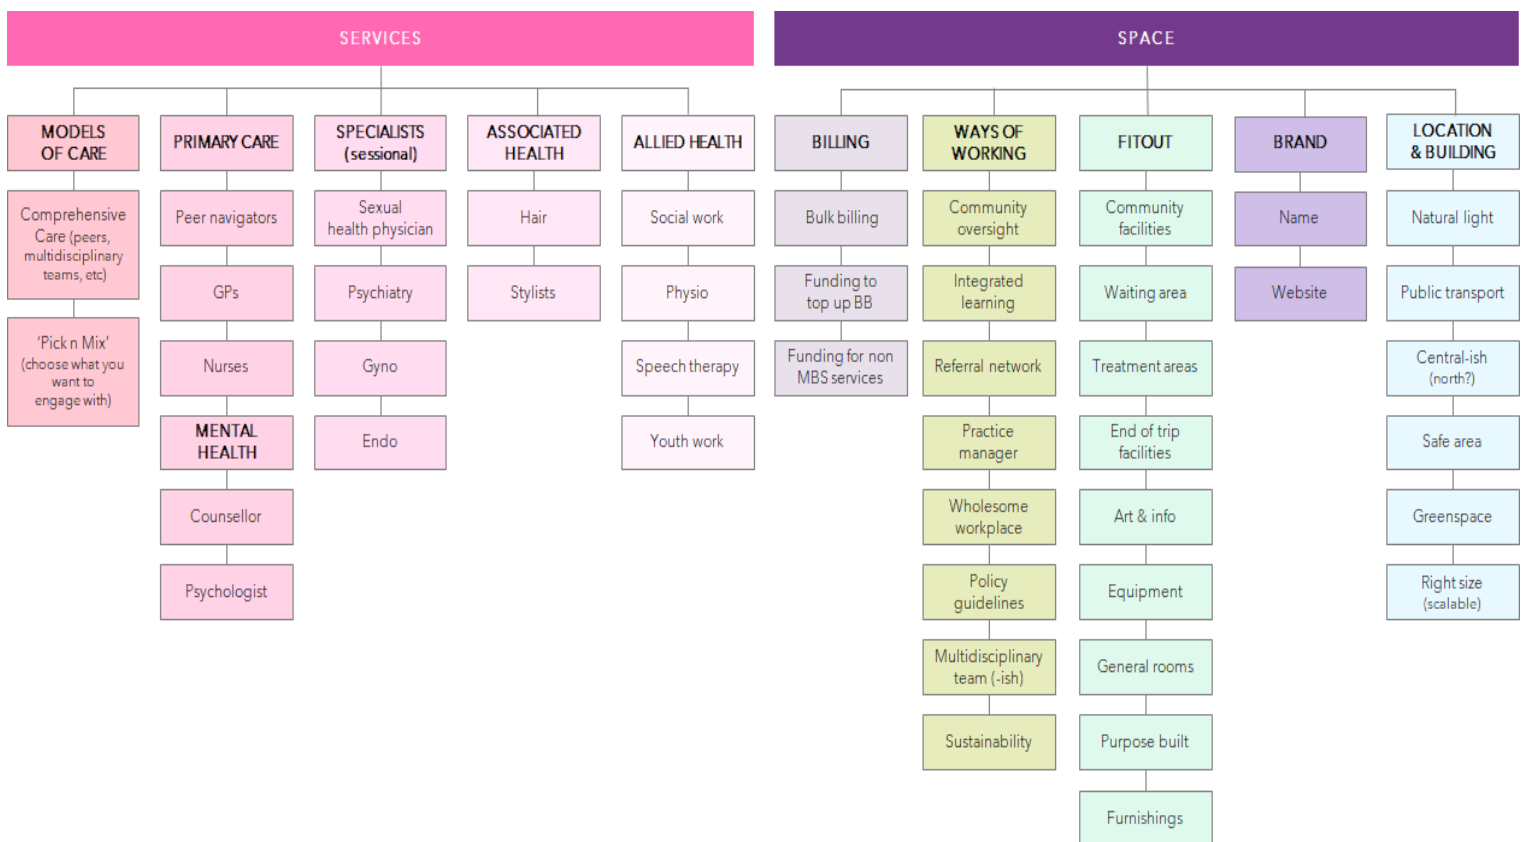 SERVICES
SPACE
MODELS
OF CARE
PRIMARY CARE
SPECIALISTS
(sessional)
ASSOCIATED
HEALTH
ALLIED HEALTH
BILLING
WAYS OF
WORKING
FITOUT
BRAND
LOCATION
& BUILDING
Comprehensive
Care (peers,
multidisciplinary
teams, etc)
'Pick n Mix'
(choose what you
want to
engage with)
Peer navigators
GPs
Nurses
MENTAL
HEALTH
Counsellor
Psychologist
Sexual
health physician
Psychiatry
Gyno
Endo
Hair
Stylists
Social work
Physio
Speech therapy
Youth work
Bulk billing
Funding to
top up BB
Funding for non
MBS services
Community
oversight
Integrated
learning
Referral network
Practice
manager
Wholesome
workplace
Policy
guidelines
Multidisciplinary
team (-ish)
Sustainability
Community
facilities
Waiting area
Treatment areas
End of trip
facilities
Art & info
Equipment
General rooms
Purpose built
Furnishings
Name
Website
Natural light
Public transport
Central-ish
(north?)
Safe area
Greenspace
Right size
(scalable)